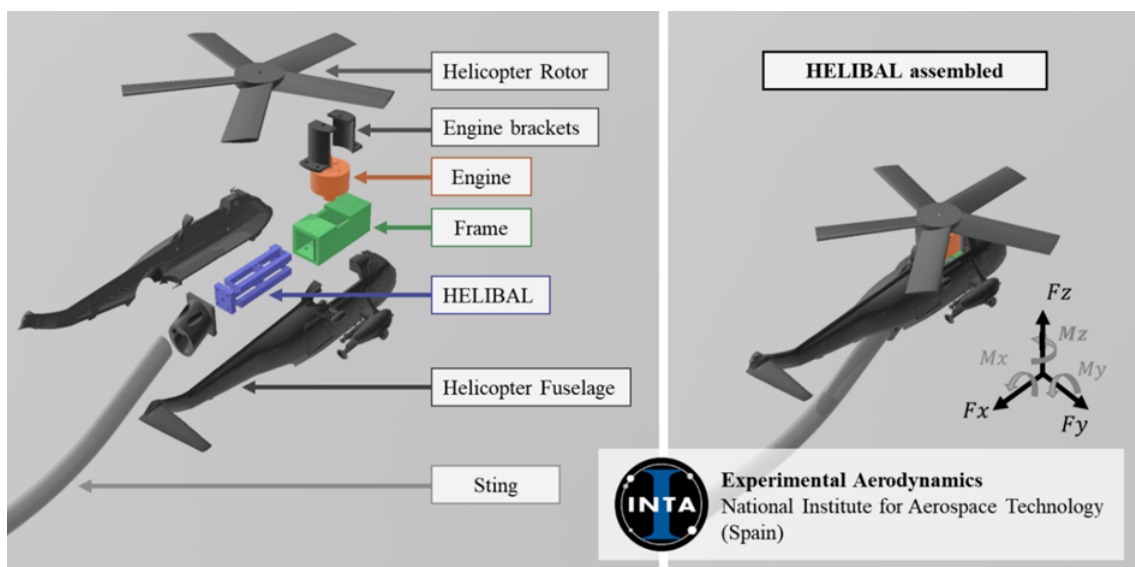 Helicopter Rotor
Engine brackets
Engine
Frame
HELIBAL
Helicopter Fuselage
Sting
HELIBAL assembled
Fz
Mz
Mx
My
Fx
Fy
INTA
Experimental Aerodynamics
National Institute for Aerospace Technology
(Spain)